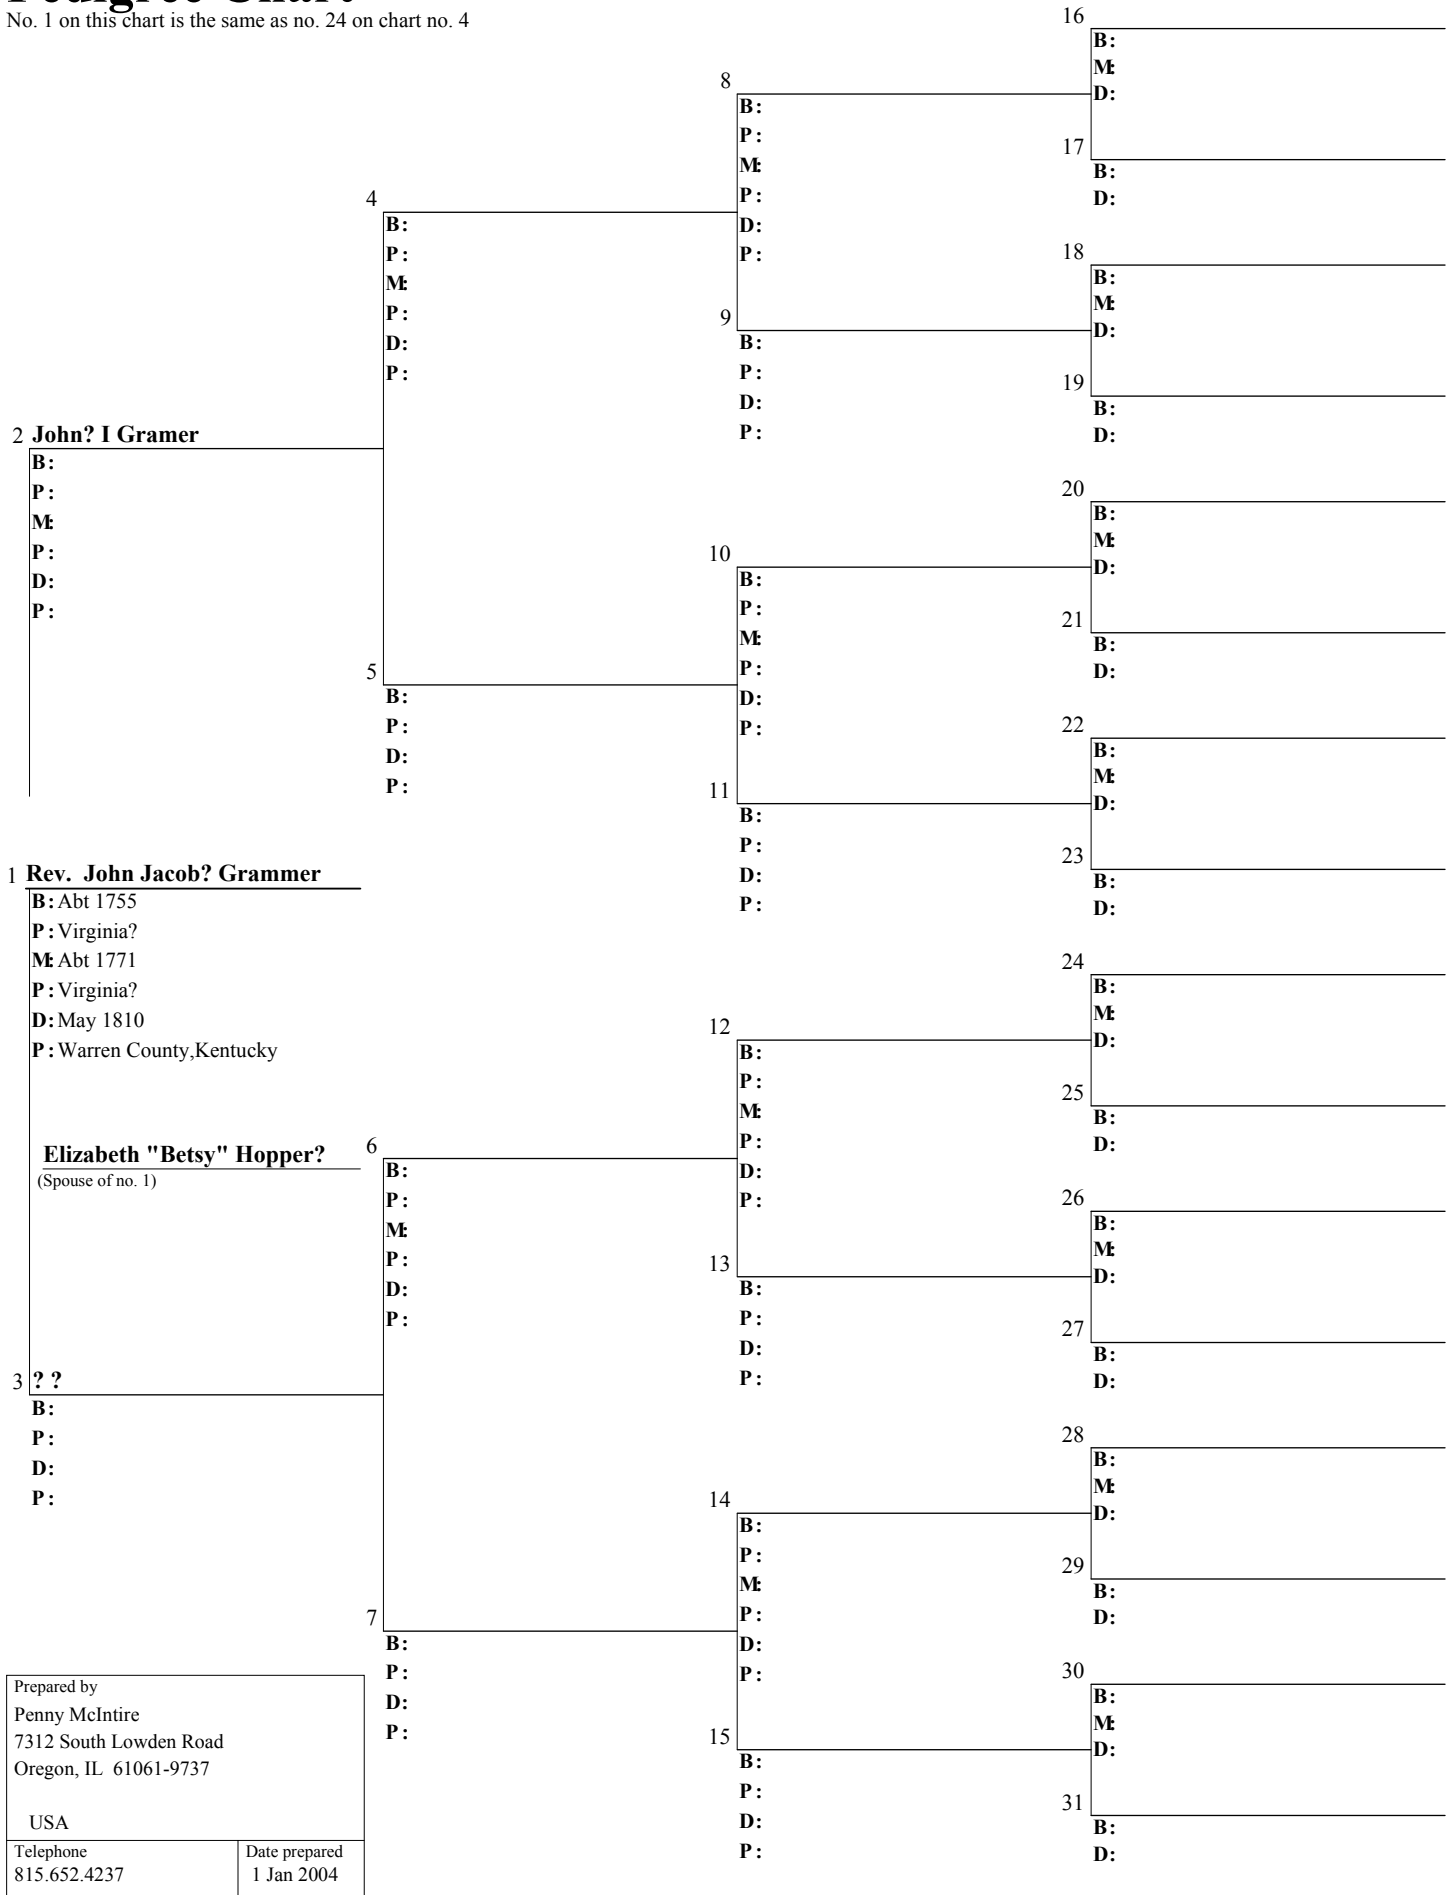 Pedigree Chart
No. 1 on this chart is the same as no. 24 on chart no. 4
2 John? I Gramer
B:
P:
M:
P:
D:
P:
1 Rev. John Jacob? Grammer
B: Abt 1755
P: Virginia?
M: Abt 1771
P: Virginia?
D: May 1810
P: Warren County,Kentucky
Elizabeth "Betsy" Hopper?
(Spouse of no. 1)
3 ? ?
B:
P:
D:
P:
4
B:
P:
M:
P:
D:
P:
5
B:
P:
D:
P:
6
B:
P:
M:
P:
D:
P:
7
B:
P:
D:
P:
8
B:
P:
M:
P:
D:
P:
9
B:
P:
D:
P:
10
B:
P:
M:
P:
D:
P:
11
B:
P:
D:
P:
12
B:
P:
M:
P:
D:
P:
13
B:
P:
D:
P:
14
B:
P:
M:
P:
D:
P:
15
B:
P:
D:
P:
16
B:
M:
D:
17
B:
D:
18
B:
M:
D:
19
B:
D:
20
B:
M:
D:
21
B:
D:
22
B:
M:
D:
23
B:
D:
24
B:
M:
D:
25
B:
D:
26
B:
M:
D:
27
B:
D:
28
B:
M:
D:
29
B:
D:
30
B:
M:
D:
31
B:
D:
Prepared by
Penny McIntire
7312 South Lowden Road
Oregon, IL 61061-9737
USA
Telephone
815.652.4237
Date prepared
1 Jan 2004